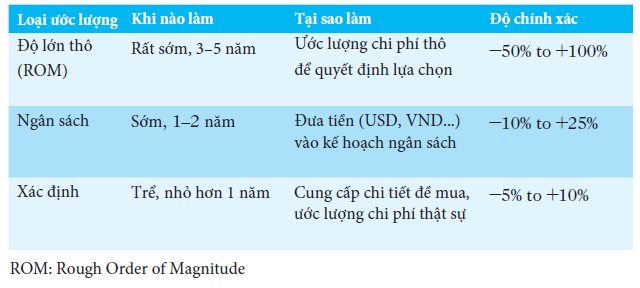 Loại ước lượng Khi nào làm Tại sao làm Độ chính xác
Độ lớn thô Rất sớm, 3–5 năm Ước lượng chi phí thô −50% to +100%
(ROM) để quyết định lựa chọn
Ngân sách Sớm, 1–2 năm Đưa tiền (USD, VND...) −10% to +25%
vào kế hoạch ngân sách
Xác định Trể, nhỏ hơn 1 năm Cung cấp chi tiết để mua, −5% to +10%
ước lượng chi phí thật sự
ROM: Rough Order of Magnitude